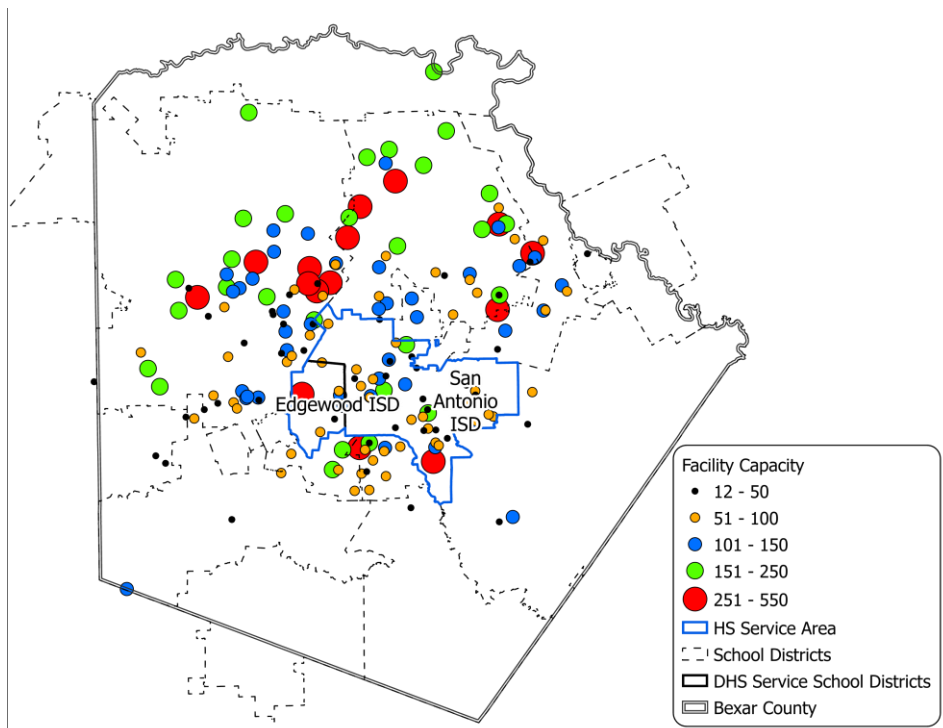 Edgewood ISD
San
Antonio
ISD
Facility Capacity
12 - 50
51 - 100
101 - 150
151 - 250
251 - 550
HS Service Area
School Districts
DHS Service School Districts
Bexar County